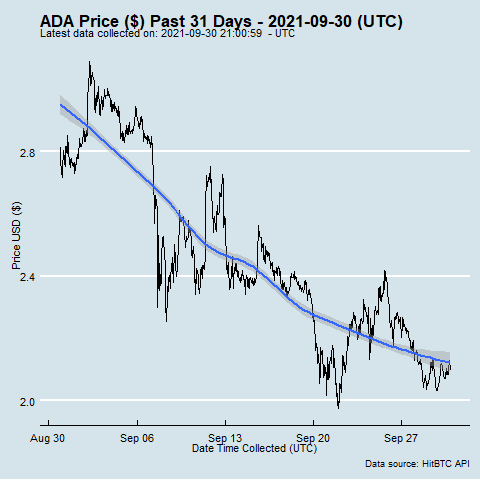 ADA Price ($) Past 31 Days - 2021-09-30 (UTC)
Latest data collected on: 2021-09-30 21:00:59 - UTC
Price USD ($)
2.8
2.4
2.0
Aug 30
Sep 06
Sep 13
Sep 20
Sep 27
Date Time Collected (UTC)
Data source: HitBTC API